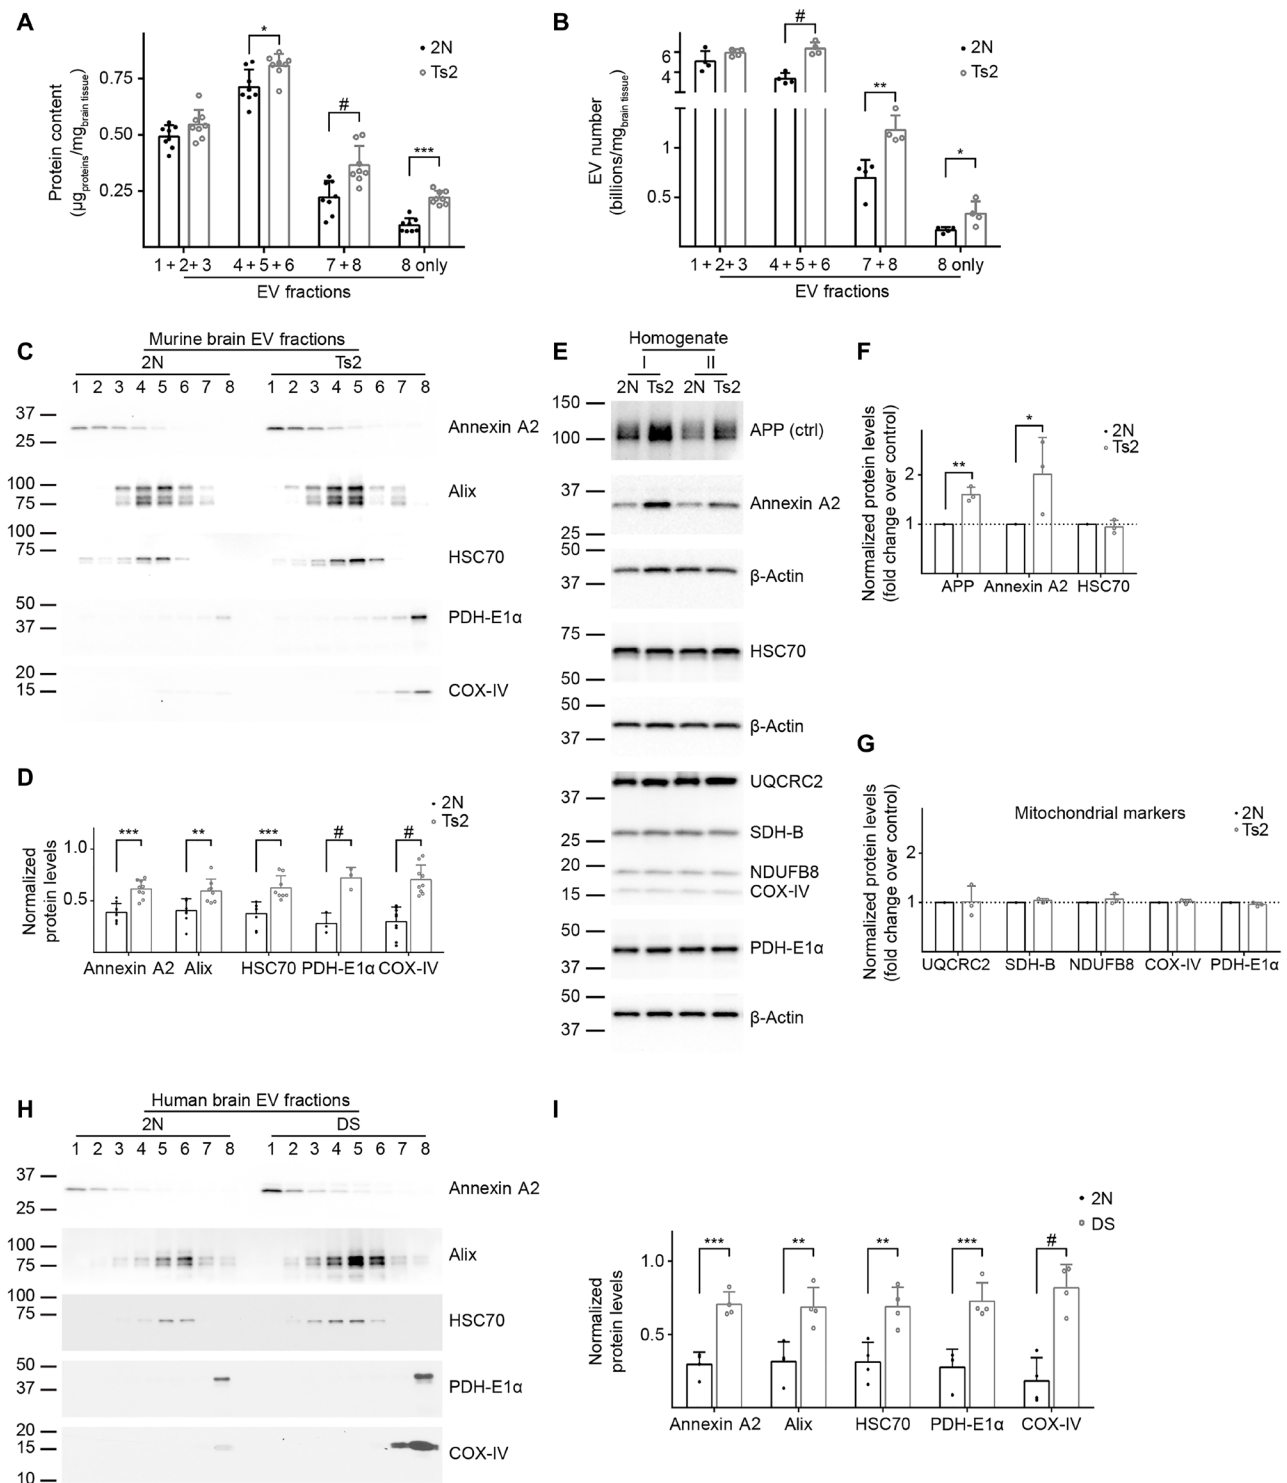 A
Protein content
(µgproteins/mgbrain tissue)
0.75
0.50
0.25
*
#
***
2N
Ts2
1 + 2 + 3
4 + 5 + 6
7 + 8
8 only
EV fractions
B
EV number
(billions/mgbrain tissue)
6
4
1
0.5
#
**
*
2N
Ts2
1 + 2 + 3
4 + 5 + 6
7 + 8
8 only
EV fractions
C
Murine brain EV fractions
2N Ts2
1 2 3 4 5 6 7 8 1 2 3 4 5 6 7 8
37
25
Annexin A2
100
75
Alix
100
75
HSC70
50
37
PDH-E1α
20
15
COX-IV
D
Normalized
protein levels
1.0
0.5
*** ** *** # #
2N
Ts2
Annexin A2 Alix HSC70 PDH-E1α COX-IV
E
Homogenate
I II
2N Ts2 2N Ts2
150
100
APP (ctrl)
37
25
Annexin A2
50
37
β-Actin
75
50
HSC70
50
37
β-Actin
UQCRC2
37
SDH-B
25
20
NDUFB8
15
COX-IV
50
37
PDH-E1α
50
37
β-Actin
F
Normalized protein levels
(fold change over control)
2
1
**
*
2N
Ts2
APP Annexin A2 HSC70
G
Normalized protein levels
(fold change over control)
Mitochondrial markers
2
1
2N
Ts2
UQCRC2 SDH-B NDUFB8 COX-IV PDH-E1α
H
Human brain EV fractions
2N DS
1 2 3 4 5 6 7 8 1 2 3 4 5 6 7 8
37
25
Annexin A2
100
75
Alix
100
75
HSC70
50
37
PDH-E1α
20
15
10
COX-IV
I
Normalized
protein levels
1.0
0.5
*** ** ** *** #
2N
DS
Annexin A2 Alix HSC70 PDH-E1α COX-IV